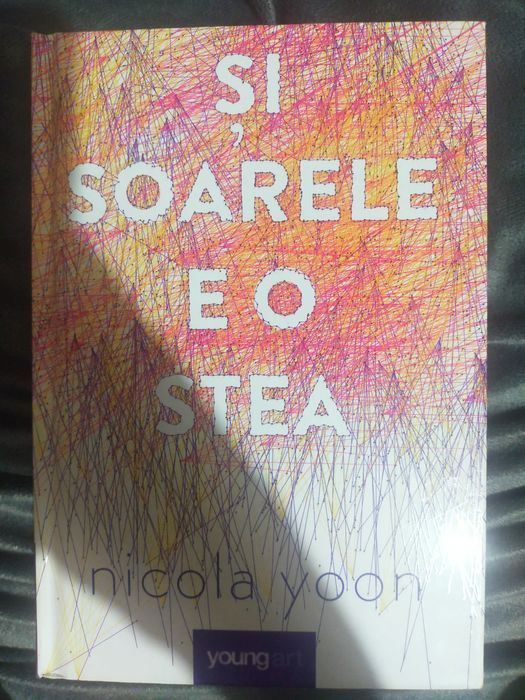 ȘI
SOARELE
E O
STEA
nicola yoon
youngart